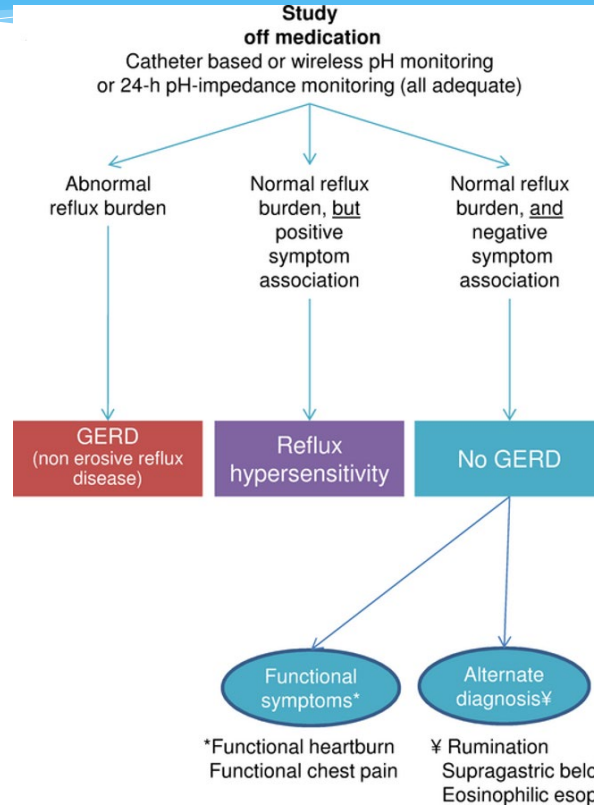 Study
off medication
Catheter based or wireless pH monitoring
or 24-h pH-impedance monitoring (all adequate)
Abnormal
reflux burden
Normal reflux
burden, but
positive
symptom
association
Normal reflux
burden, and
negative
symptom
association
GERD
(non erosive reflux
disease)
Reflux
hypersensitivity
No GERD
Functional
symptoms*
Alternate
diagnosis¥
*Functional heartburn
Functional chest pain
¥ Rumination
Supragastric
Eosinophilic